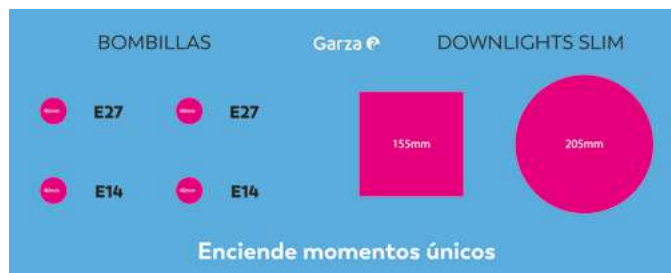 BOMBILLAS
Garza
DOWNLIGHTS SLIM
E27
E27
155mm
205mm
E14
E14
Enciende momentos únicos